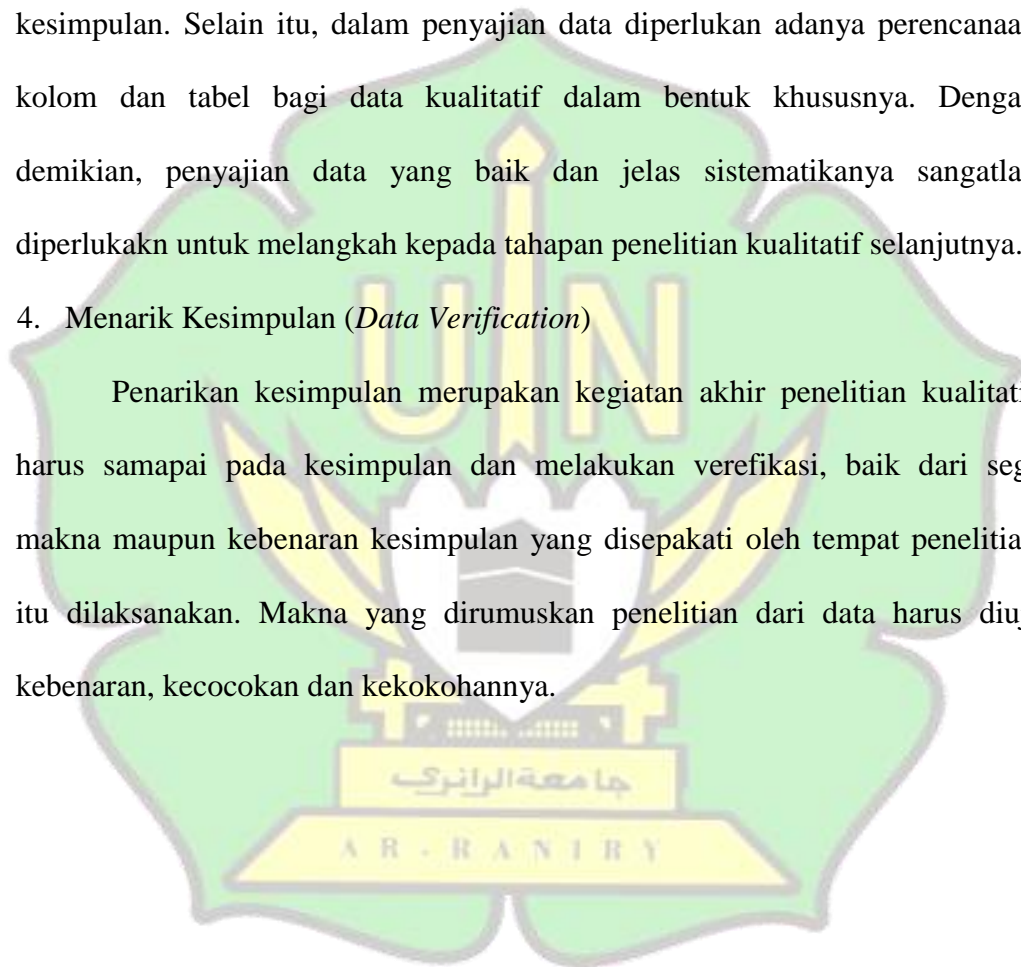 kesimpulan. Selain itu, dalam penyajian data diperlukan adanya perencanaa
kolom dan tabel bagi data kualitatif dalam bentuk khususnya. Denga
demikian, penyajian data yang baik dan jelas sistematikanya sangatla
diperlukakn untuk melangkah kepada tahapan penelitian kualitatif selanjutnya.
4. Menarik Kesimpulan (Data Verification)
Penarikan kesimpulan merupakan kegiatan akhir penelitian kualitati
harus samapai pada kesimpulan dan melakukan verefikasi, baik dari seg
makna maupun kebenaran kesimpulan yang disepakati oleh tempat penelitia
itu dilaksanakan. Makna yang dirumuskan penelitian dari data harus diuj
kebenaran, kecocokan dan kekokohannya.
UIN
جامعةالرانري
AR-RANIRY